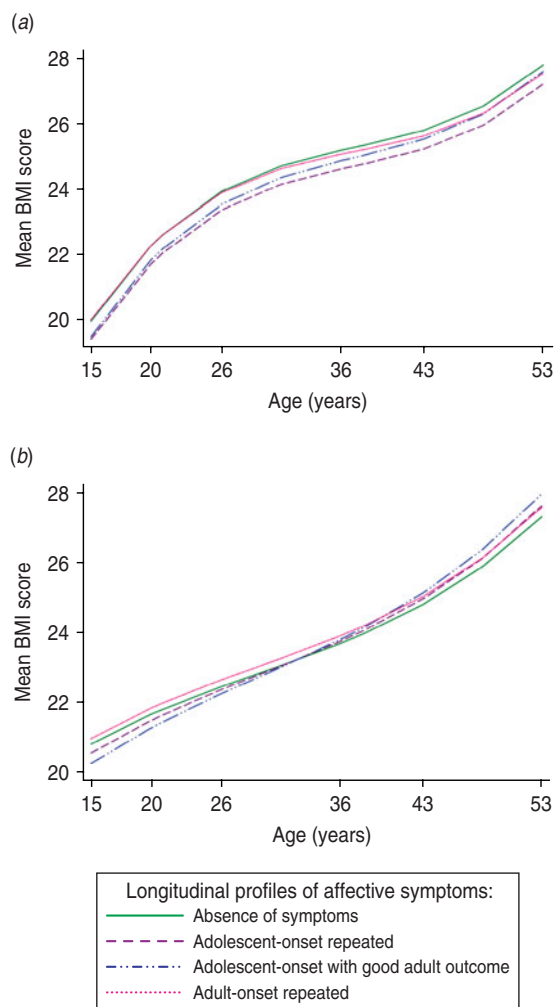 (a)
28
26
24
22
20
Mean BMI score
15 20 26 36 43 53
Age (years)
(b)
28
26
24
22
20
Mean BMI score
15 20 26 36 43 53
Age (years)
Longitudinal profiles of affective symptoms:
Absence of symptoms
Adolescent-onset repeated
Adolescent-onset with good adult outcome
Adult-onset repeated